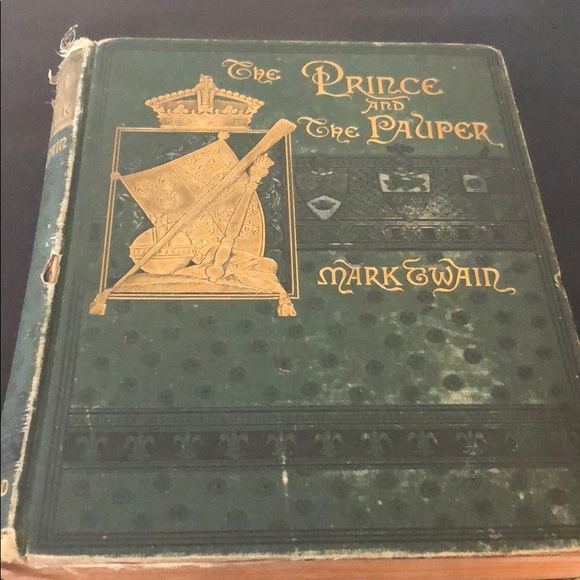 The Prince
and
The Pauper
Mark Twain